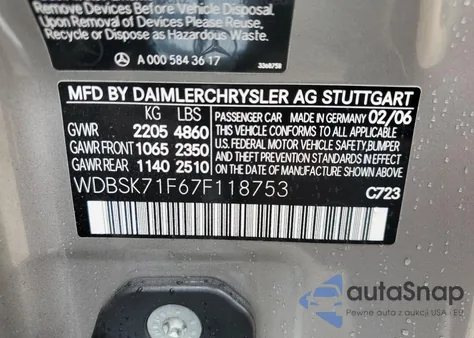 Remove Devices Before Vehicle Disposal.
Upon Removal Please Reuse,
Recycle or Dispose as Hazardous Waste.
A 000 584 36 17
MFD BY DAIMLERCHRYSLER AG STUTTGART
KG LBS
GVWR 2205 4860
GAWR FRONT 1065 2350
GAWR REAR 1140 2510
PASSENGER CAR MADE IN GERMANY 02/06
THIS VEHICLE CONFORMS TO ALL APPLICABLE
U.S. FEDERAL MOTOR VEHICLE SAFETY
BUMPER AND THEFT PREVENTION
STANDARDS IN EFFECT ON THE
DATE OF MANUFACTURE SHOWN ABOVE.
WDBSK71F67F118753
C723
autoSnap
Pewne auta z aukcji USA i EU